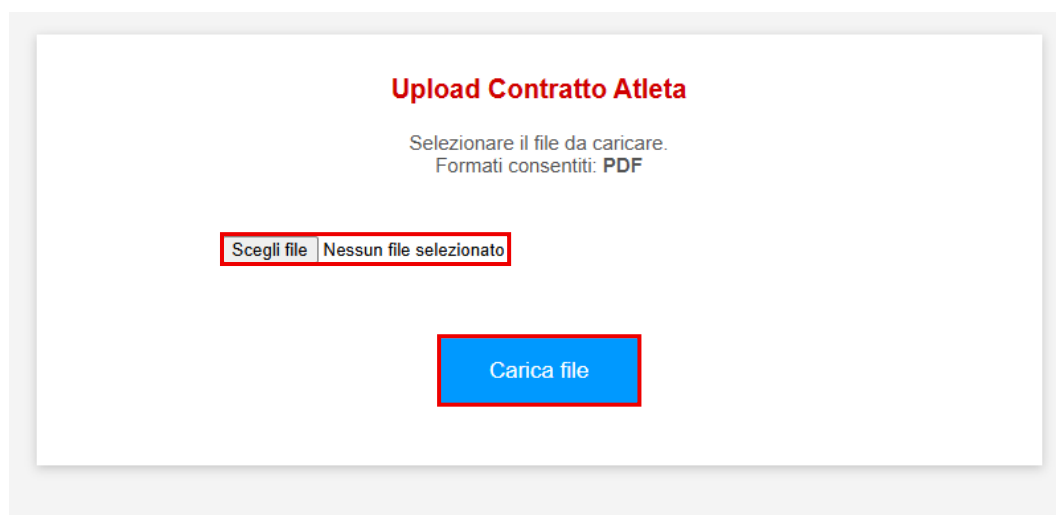 Upload Contratto Atleta
Selezionare il file da caricare.
Formati consentiti: PDF
Scegli file Nessun file selezionato
Carica file